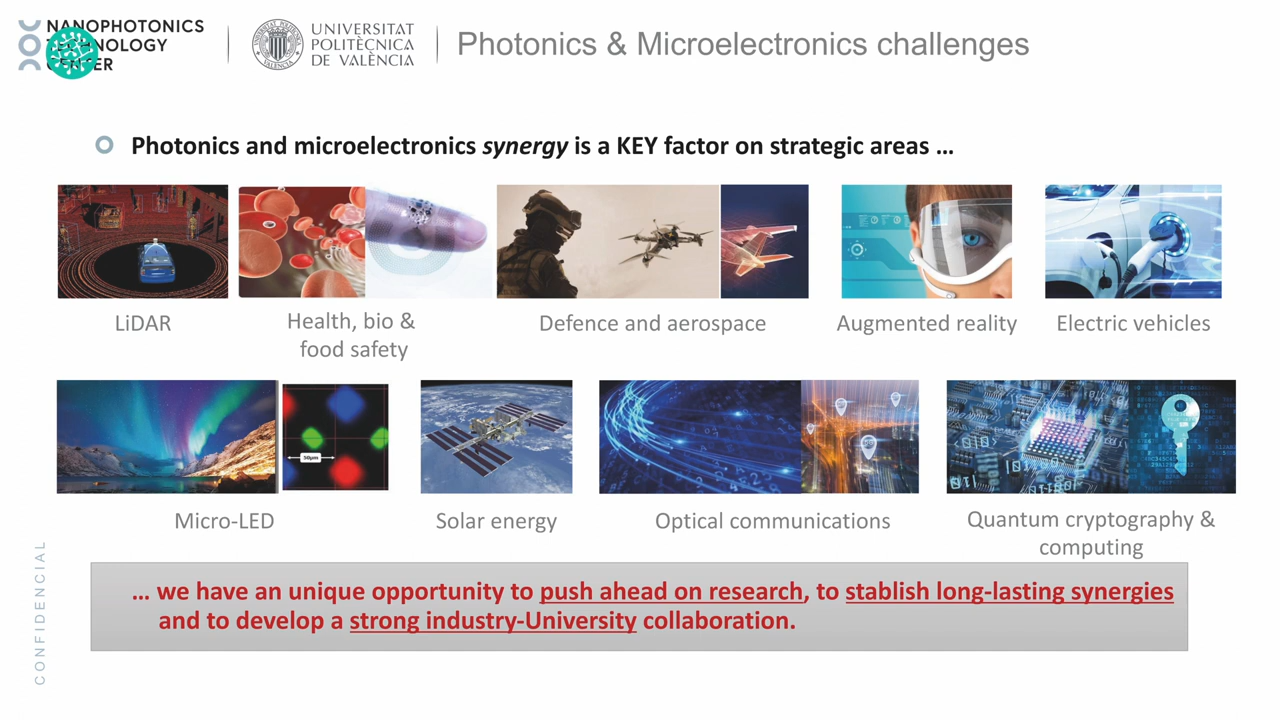 NANOPHOTONICS
TECHNOLOGY
CENTER
UNIVERSITAT
POLITÈCNICA
DE VALÈNCIA
Photonics & Microelectronics challenges
Photonics and microelectronics synergy is a KEY factor on strategic areas …
LiDAR
Health, bio &
food safety
Defence and aerospace
Augmented reality
Electric vehicles
50µm
Micro-LED
Solar energy
Optical communications
Quantum cryptography &
computing
… we have an unique opportunity to push ahead on research, to stablish long-lasting synergies
and to develop a strong industry-University collaboration.
CONFIDENCIAL